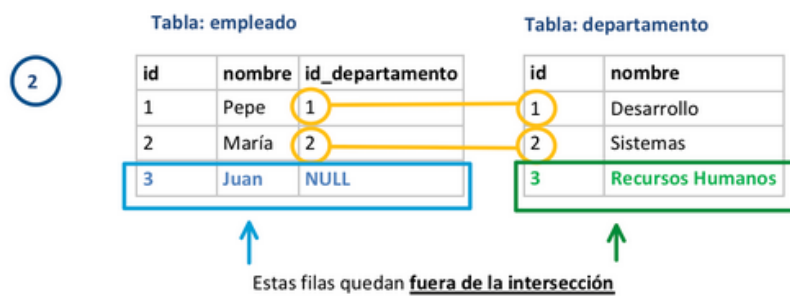 Tabla: empleado Tabla: departamento
2
id nombre id_departamento id nombre
1 Pepe 1 1 Desarrollo
2 María 2 2 Sistemas
3 Juan NULL 3 Recursos Humanos
Estas filas quedan fuera de la intersección